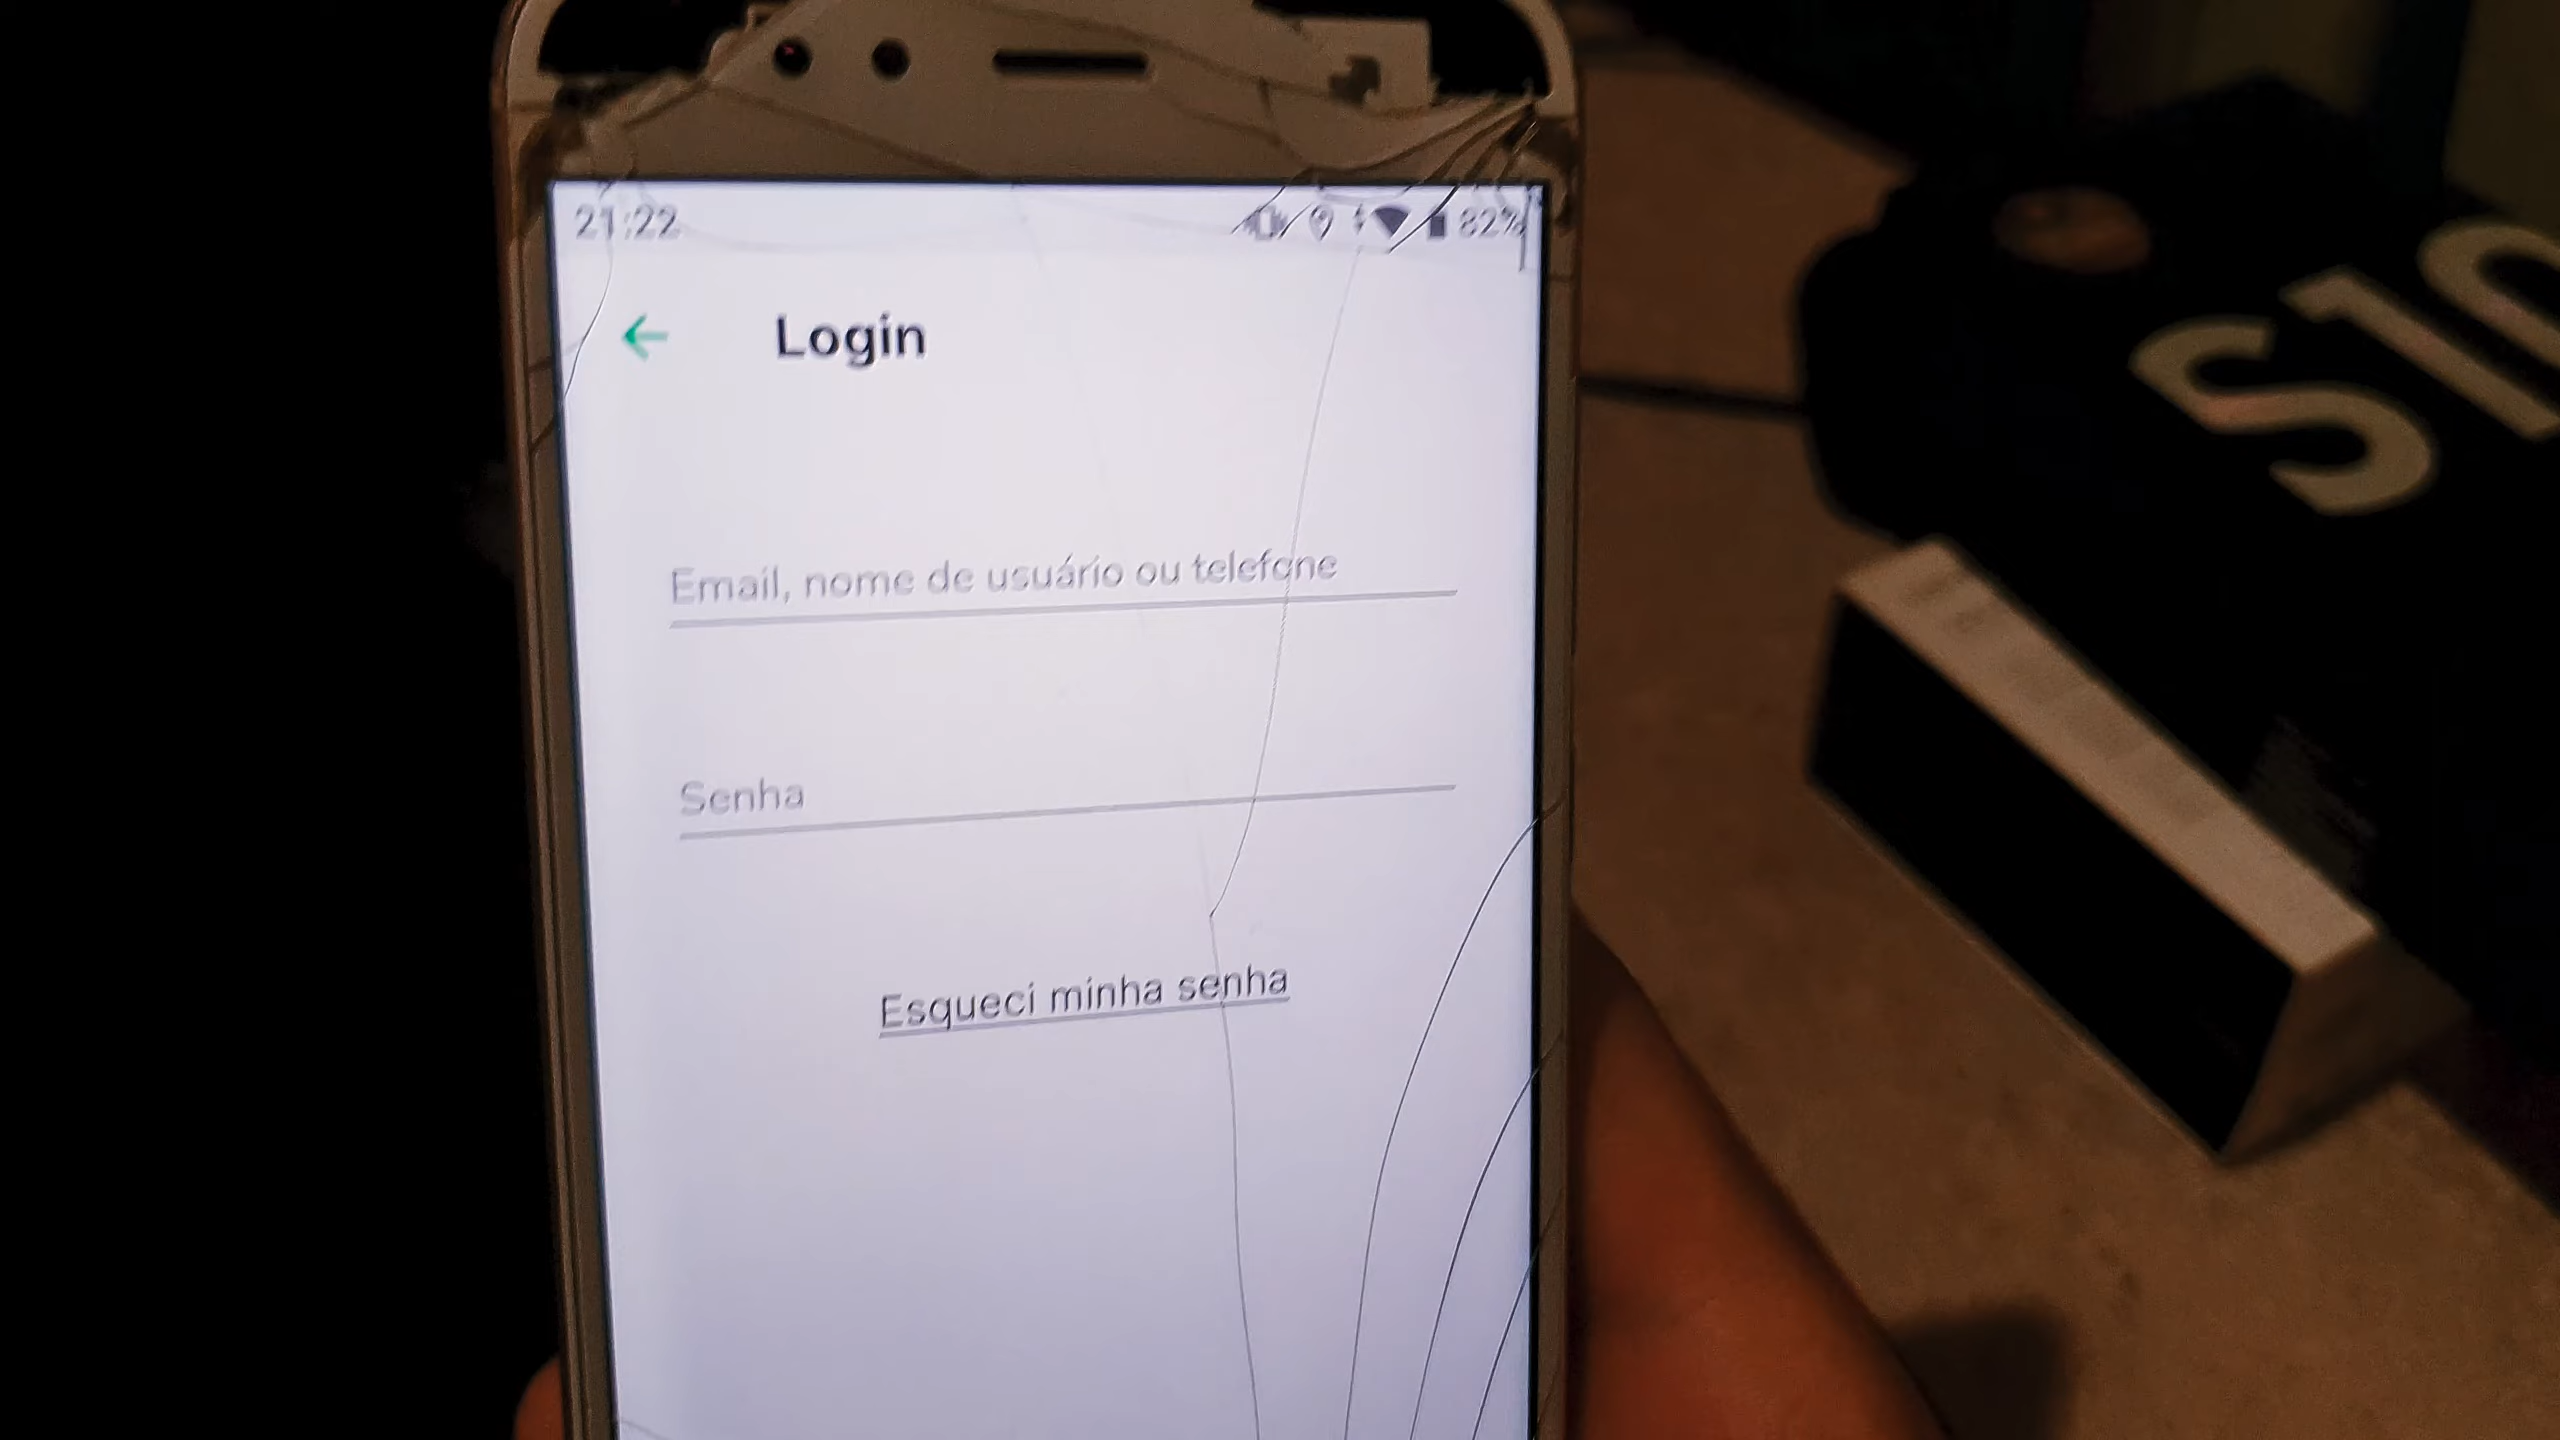 21:22 82%
Login
Email, nome de usuário ou telefone
Senha
Esqueci minha senha
S10